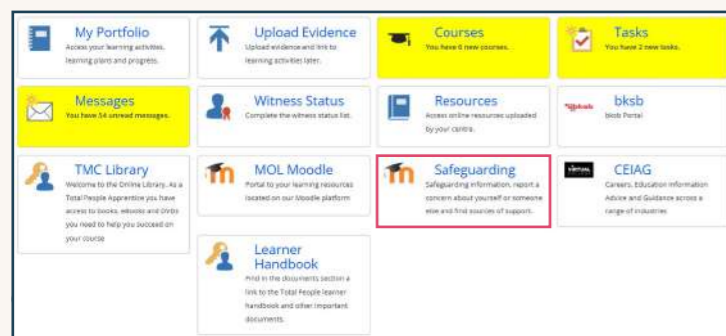 My Portfolio
Access your learning activities,
learning plans and progress.
Upload Evidence
Upload evidence and link to
learning activities later.
Courses
You have 6 new courses.
Tasks
You have 2 new tasks.
Messages
You have 54 unread messages.
Witness Status
Complete the witness status list.
Resources
Access online resources uploaded
by your centre.
bksb
bksb
bksb Portal
TMC Library
Welcome to the Online Library. As a
Total People Apprentice you have
access to books, eBooks and DVDs
you need to help you succeed on
your course
MOL Moodle
Portal to your learning resources
located on our Moodle platform
Safeguarding
Safeguarding information, report a
concern about yourself or someone
else and find sources of support.
CEIAG
Careers, Education Information
Advice and Guidance across a
range of industries
Learner
Handbook
Find in the documents section a
link to the Total People learner
handbook and other important
documents.